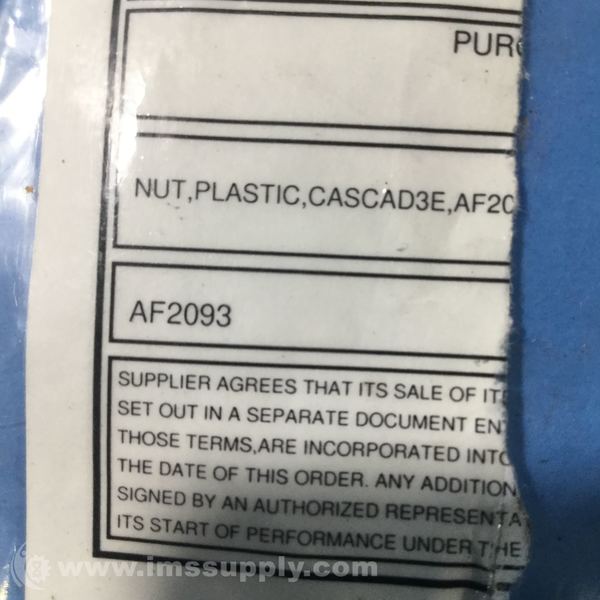 PUR
NUT,PLASTIC,CASCAD3E,AF20
AF2093
SUPPLIER AGREES THAT ITS SALE OF
SET OUT IN A SEPARATE DOCUMENT EN
THOSE TERMS,ARE INCORPORATED INTO
THE DATE OF THIS ORDER. ANY ADDITION
SIGNED BY AN AUTHORIZED REPRESENTA
ITS START OF PERFORMANCE UNDER THE
www.imssupply.com